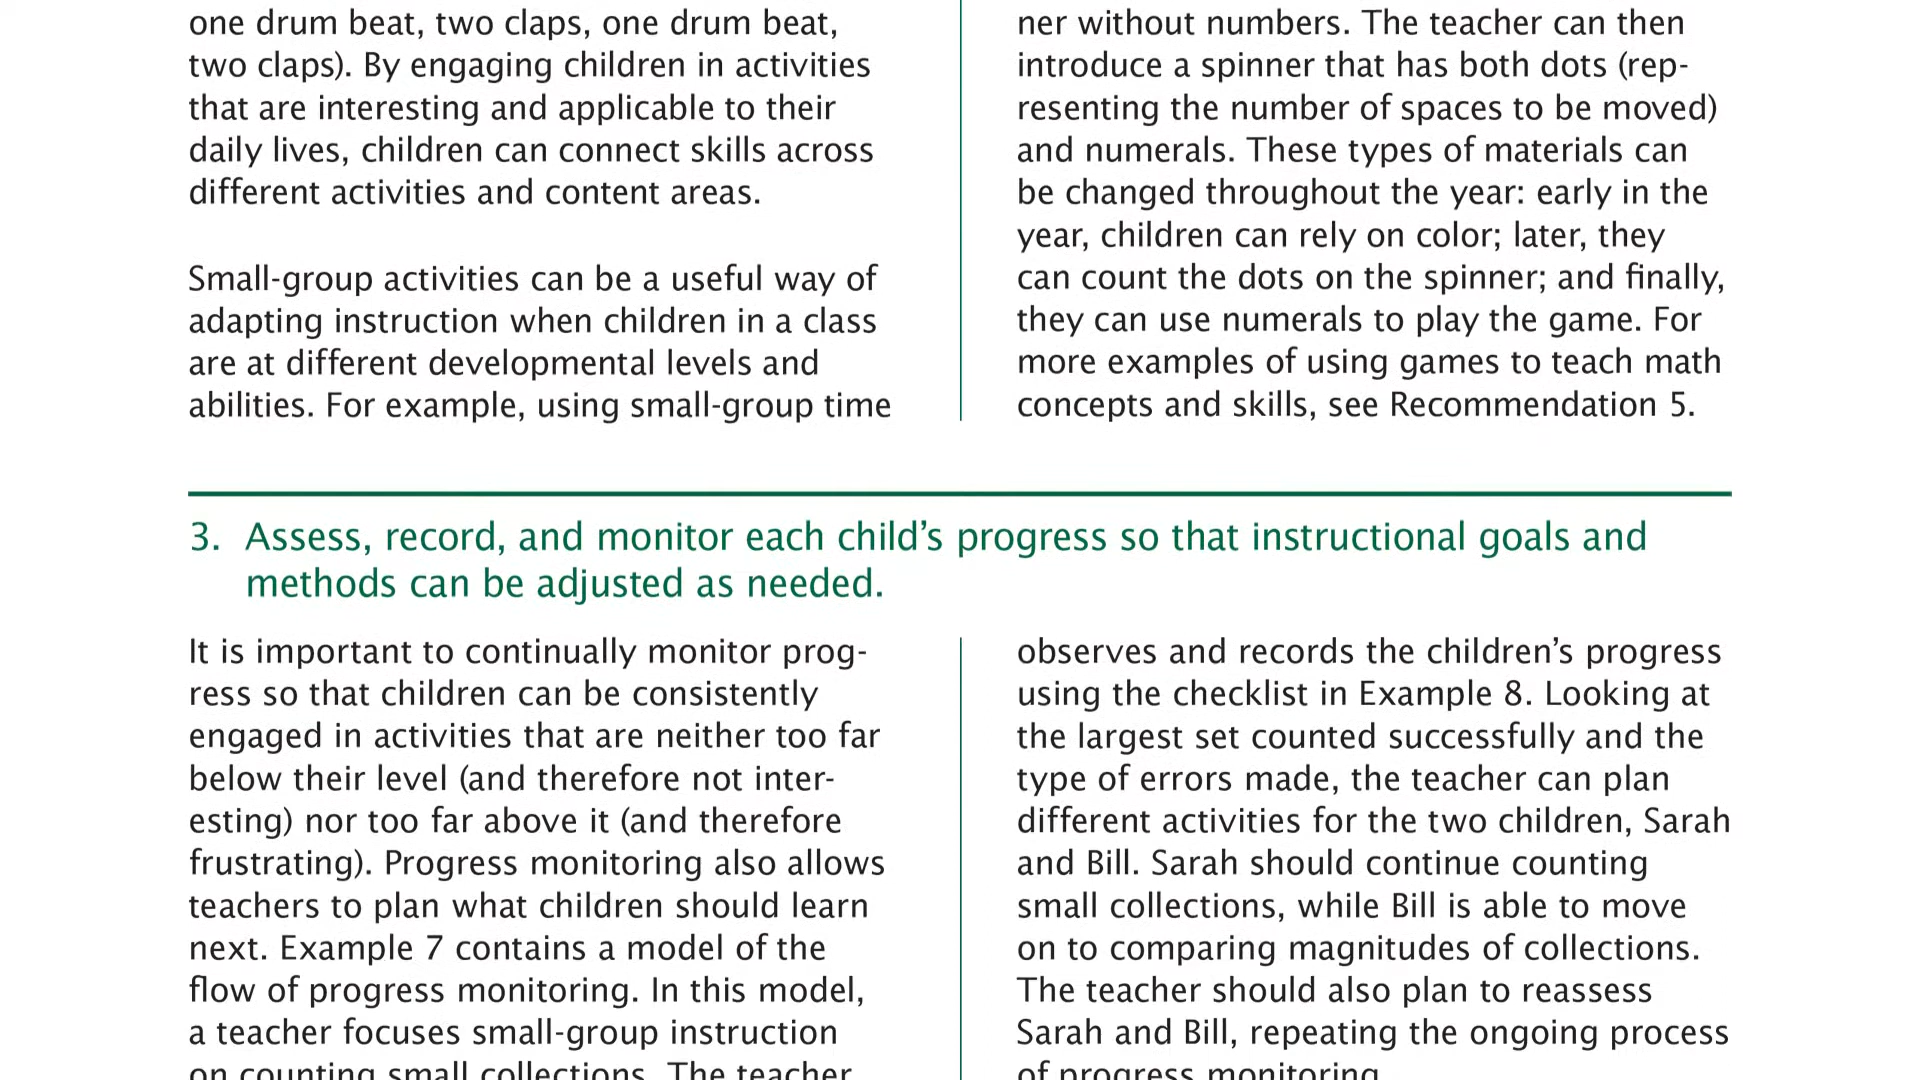 one drum beat, two claps, one drum beat,
two claps). By engaging children in activities
that are interesting and applicable to their
daily lives, children can connect skills across
different activities and content areas.
Small-group activities can be a useful way of
adapting instruction when children in a class
are at different developmental levels and
abilities. For example, using small-group time
ner without numbers. The teacher can then
introduce a spinner that has both dots (rep-
resenting the number of spaces to be moved)
and numerals. These types of materials can
be changed throughout the year: early in the
year, children can rely on color; later, they
can count the dots on the spinner; and finally,
they can use numerals to play the game. For
more examples of using games to teach math
concepts and skills, see Recommendation 5.
3. Assess, record, and monitor each child’s progress so that instructional goals and
methods can be adjusted as needed.
It is important to continually monitor prog-
ress so that children can be consistently
engaged in activities that are neither too far
below their level (and therefore not inter-
esting) nor too far above it (and therefore
frustrating). Progress monitoring also allows
teachers to plan what children should learn
next. Example 7 contains a model of the
flow of progress monitoring. In this model,
a teacher focuses small-group instruction
on counting small collections. The teacher
observes and records the children’s progress
using the checklist in Example 8. Looking at
the largest set counted successfully and the
type of errors made, the teacher can plan
different activities for the two children, Sarah
and Bill. Sarah should continue counting
small collections, while Bill is able to move
on to comparing magnitudes of collections.
The teacher should also plan to reassess
Sarah and Bill, repeating the ongoing process
of progress monitoring.